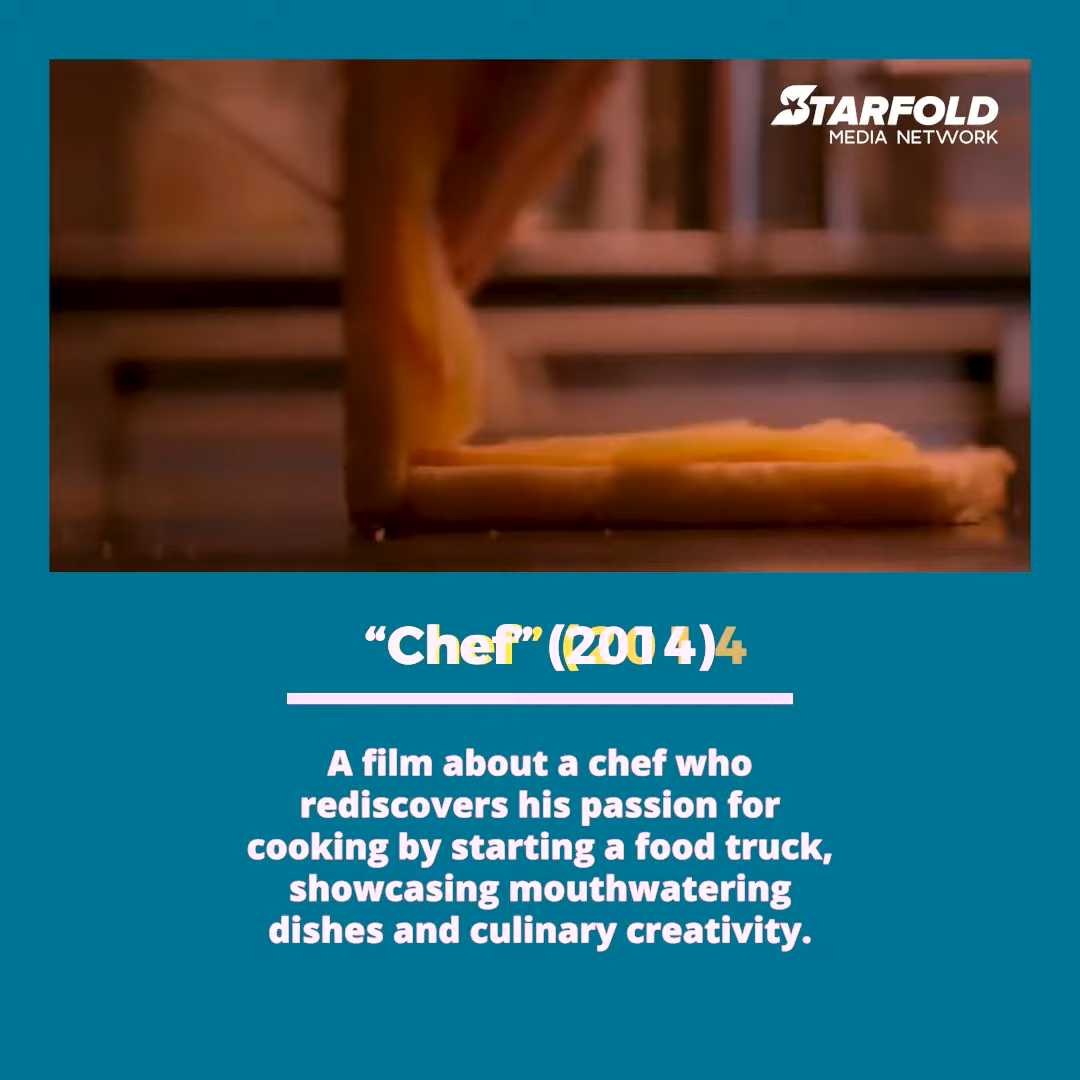 STARFOLD
MEDIA NETWORK
“Chef” (2014)
A film about a chef who
rediscovers his passion for
cooking by starting a food truck,
showcasing mouthwatering
dishes and culinary creativity.